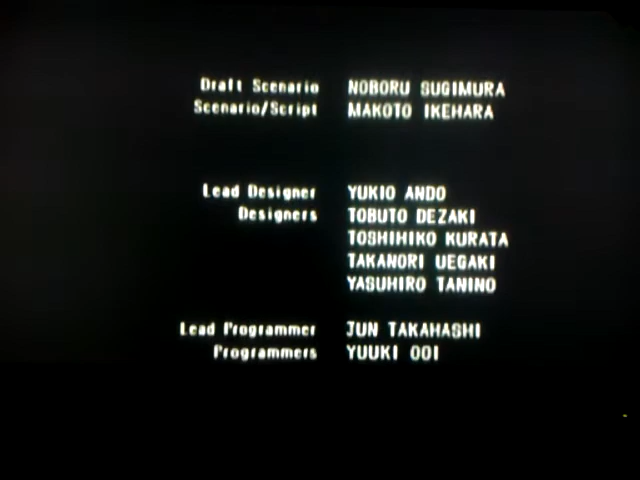 Draft Scenario NOBORU SUGIMURA
Scenario/Script MAKOTO IKEHARA
Lead Designer YUKIO ANDO
Designers TOBUTO DEZAKI
TOSHIHIKO KURATA
TAKANORI UEGAKI
YASUHIRO TANINO
Lead Programmer JUN TAKAHASHI
Programmers YUUKI OOI